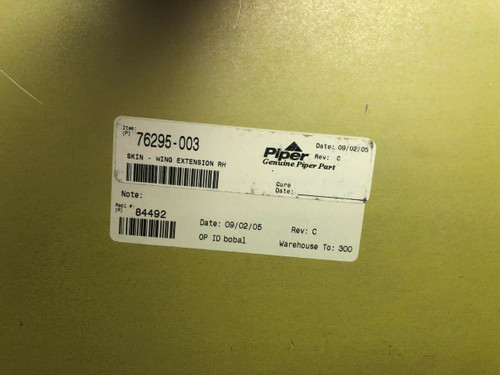 Item:
(P) 76295-003
SKIN - WING EXTENSION RH
Piper
Genuine Piper Part
Date: 09/02/05
Rev: C
Cure
Date:
Note:
Repl #:
(R) 84492
Date: 09/02/05 Rev: C
OP ID bobal Warehouse To: 300